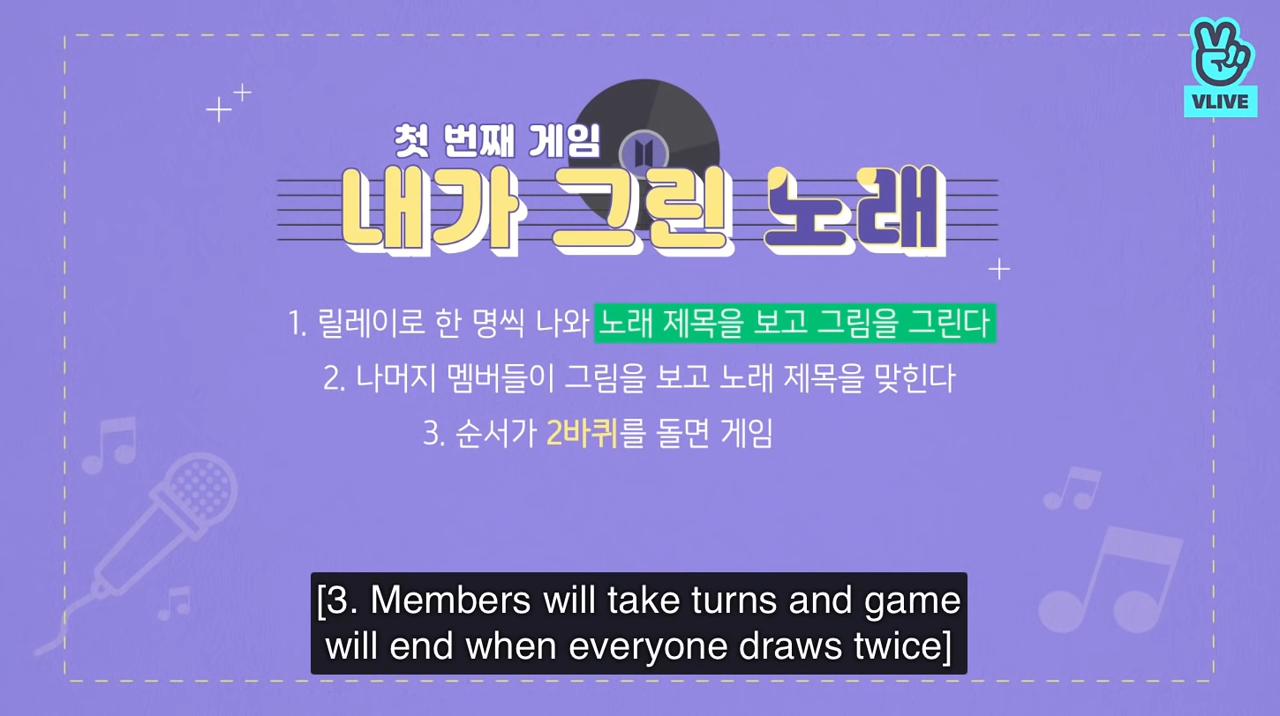 VLIVE
첫 번째 게임
내가 그린 노래
1. 릴레이로 한 명씩 나와 노래 제목을 보고 그림을 그린다
2. 나머지 멤버들이 그림을 보고 노래 제목을 맞힌다
3. 순서가 2바퀴를 돌면 게임
[3. Members will take turns and game
will end when everyone draws twice]